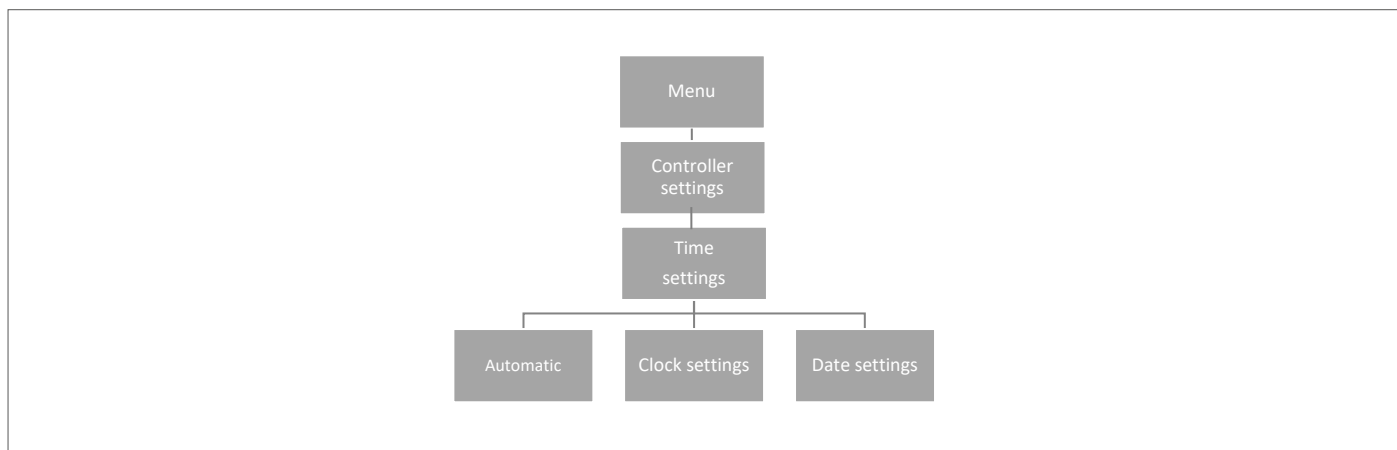 Menu
Controller
settings
Time
settings
Automatic
Clock settings
Date settings